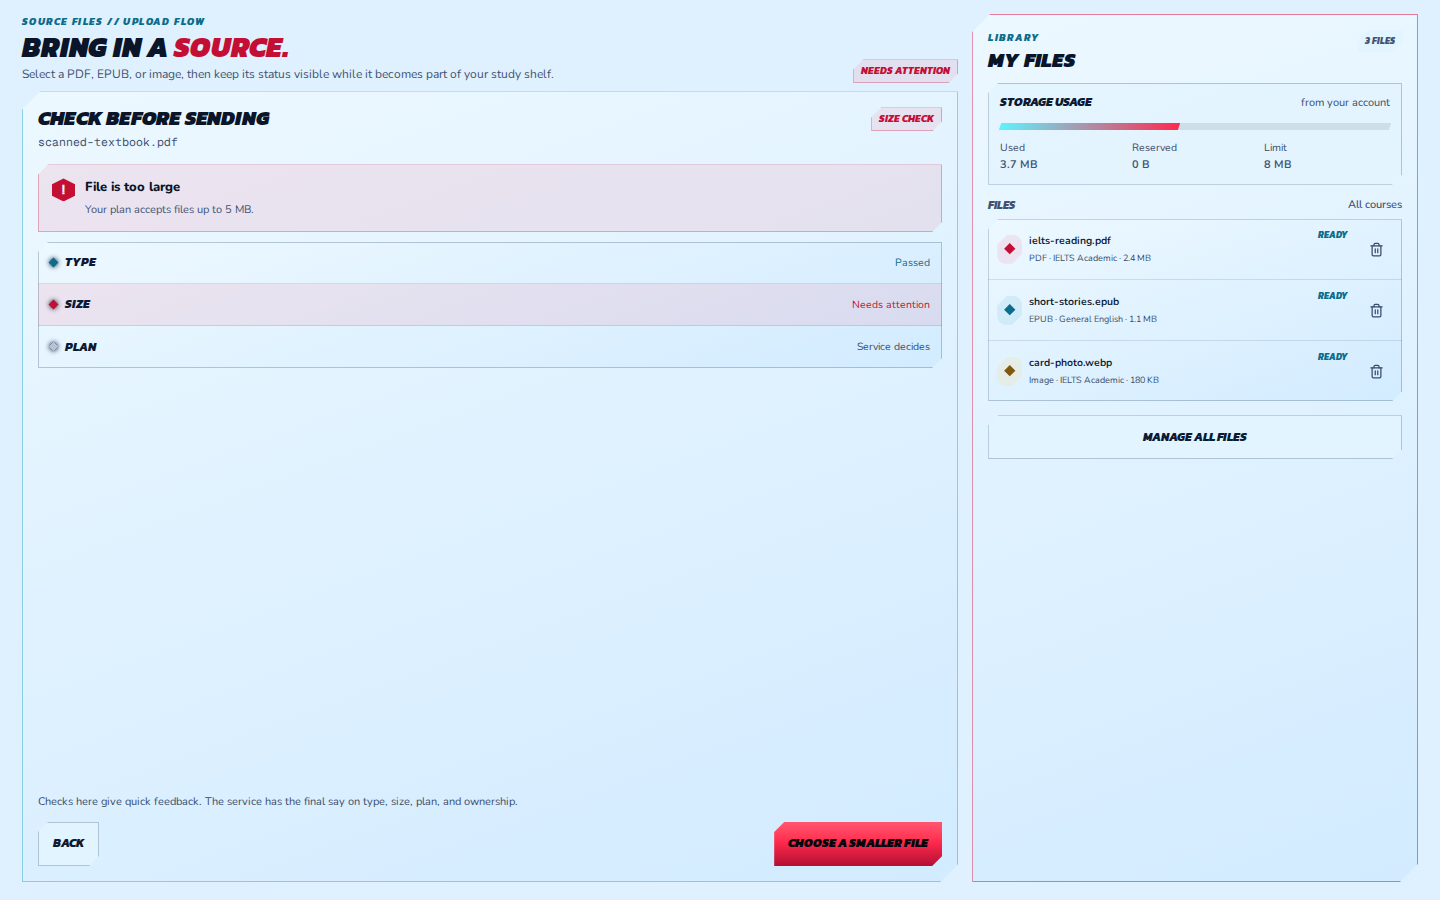 SOURCE FILES // UPLOAD FLOW
BRING IN A SOURCE.
Select a PDF, EPUB, or image, then keep its status visible while it becomes part of your study shelf.
NEEDS ATTENTION
CHECK BEFORE SENDING
SIZE CHECK
scanned-textbook.pdf
!
File is too large
Your plan accepts files up to 5 MB.
TYPE
Passed
SIZE
Needs attention
PLAN
Service decides
Checks here give quick feedback. The service has the final say on type, size, plan, and ownership.
BACK
CHOOSE A SMALLER FILE
LIBRARY
3 FILES
MY FILES
STORAGE USAGE
from your account
Used
Reserved
Limit
3.7 MB
0 B
8 MB
FILES
All courses
ielts-reading.pdf
READY
PDF · IELTS Academic · 2.4 MB
short-stories.epub
READY
EPUB · General English · 1.1 MB
card-photo.webp
READY
Image · IELTS Academic · 180 KB
MANAGE ALL FILES